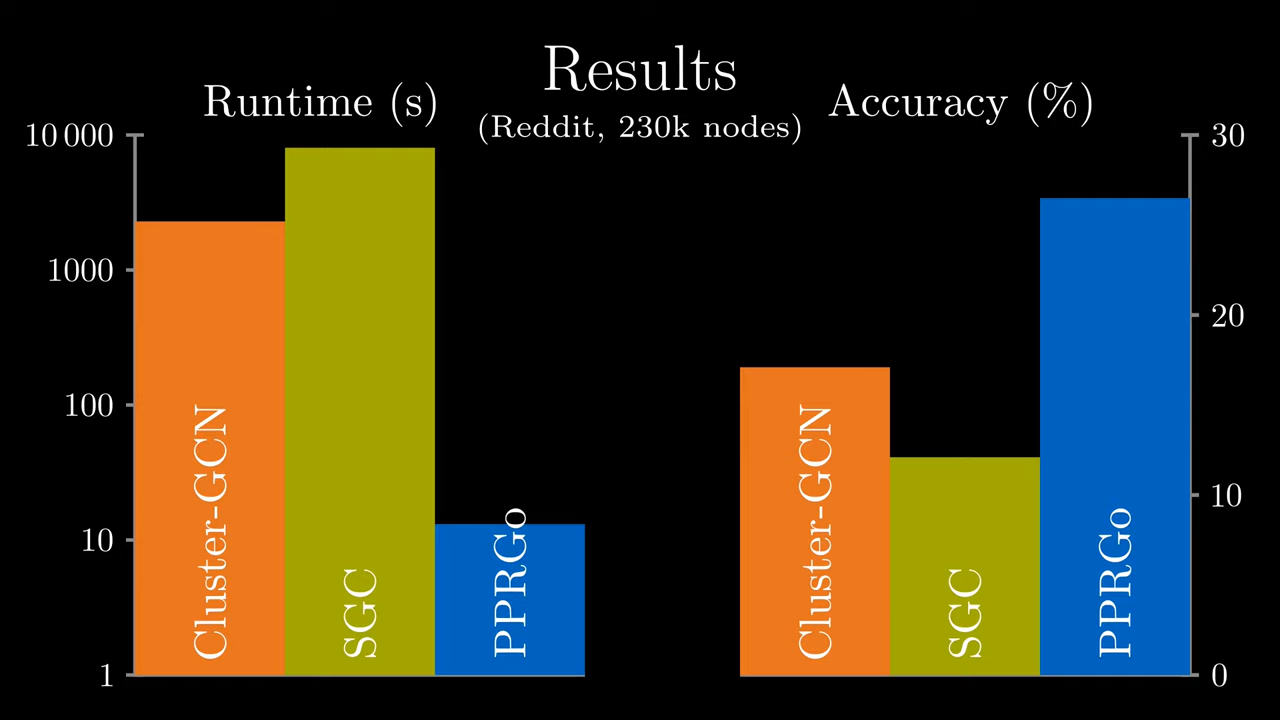 Results
(Reddit, 230k nodes)
Runtime (s)
10 000
1000
100
10
1
Cluster-GCN
SGC
PPRGo
Accuracy (%)
30
20
10
0
Cluster-GCN
SGC
PPRGo